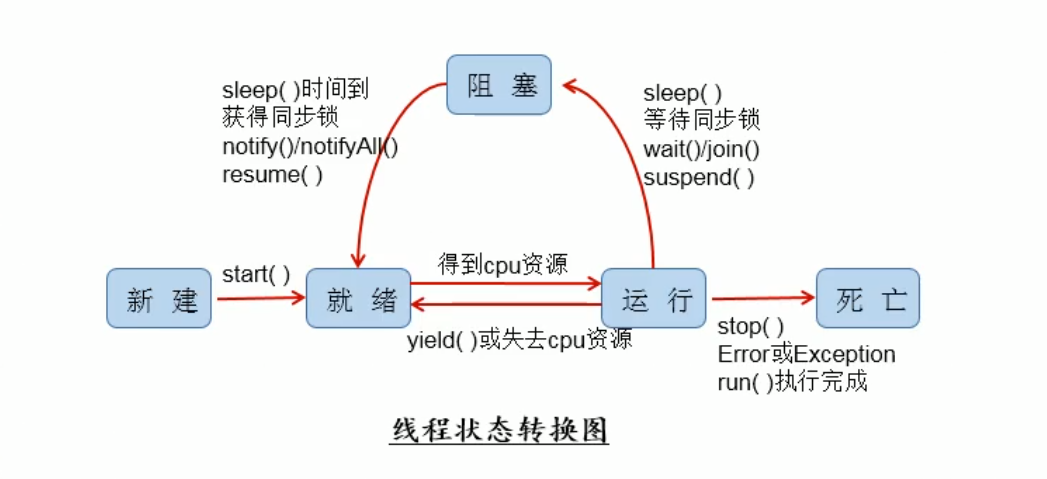 阻 塞
sleep( )时间到
获得同步锁
notify()/notifyAll()
resume( )
sleep( )
等待同步锁
wait()/join()
suspend( )
新 建
start( )
就 绪
得到cpu资源
yield( )或失去cpu资源
运 行
死 亡
stop( )
Error或Exception
run( )执行完成
线程状态转换图